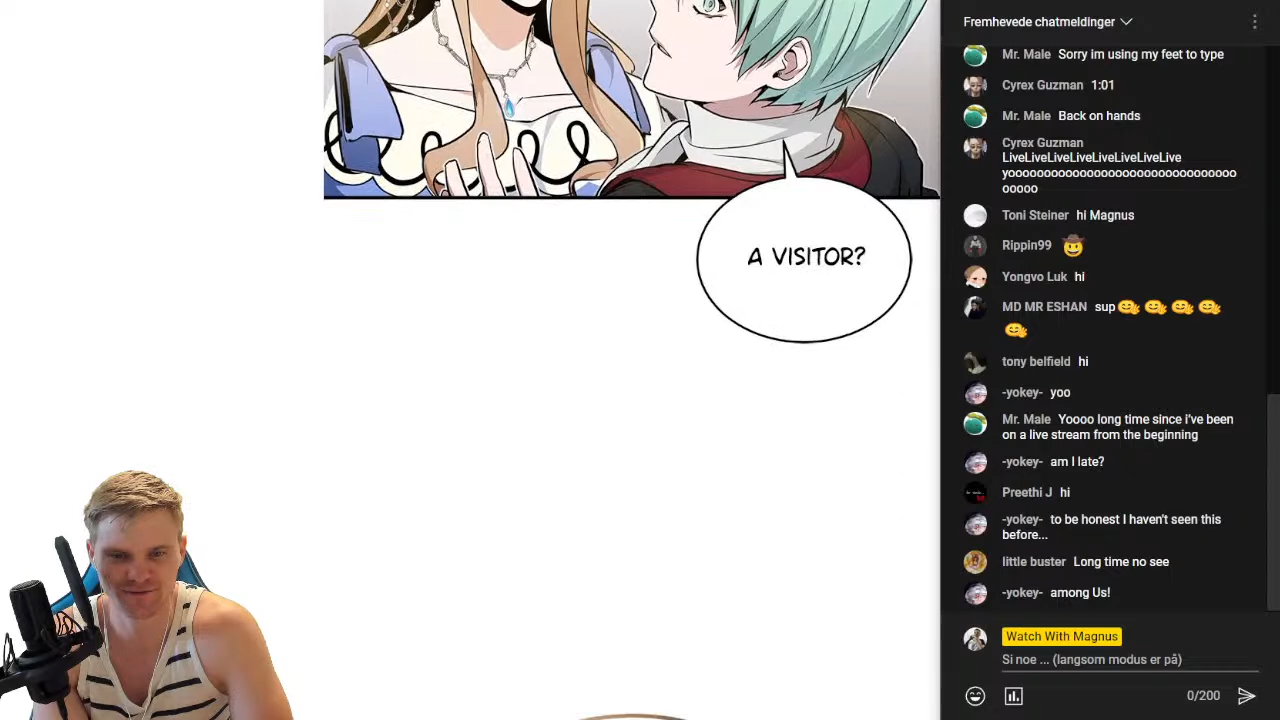 A VISITOR?
Fremhevede chatmeldinger
Mr. Male Sorry im using my feet to type
Cyrex Guzman 1:01
Mr. Male Back on hands
Cyrex Guzman
LiveLiveLiveLiveLiveLiveLiveLiveLive
yooooooooooooooooooooooooooooooooo
ooooo
Toni Steiner hi Magnus
Rippin99 🤠
Yongvo Luk hi
MD MR ESHAN sup
tony belfield hi
-yokey- yoo
Mr. Male Yoooo long time since i've been
on a live stream from the beginning
-yokey- am I late?
Preethi J hi
-yokey- to be honest I haven't seen this
before...
little buster Long time no see
-yokey- among Us!
Watch With Magnus
Si noe ... (langsom modus er på)
0/200